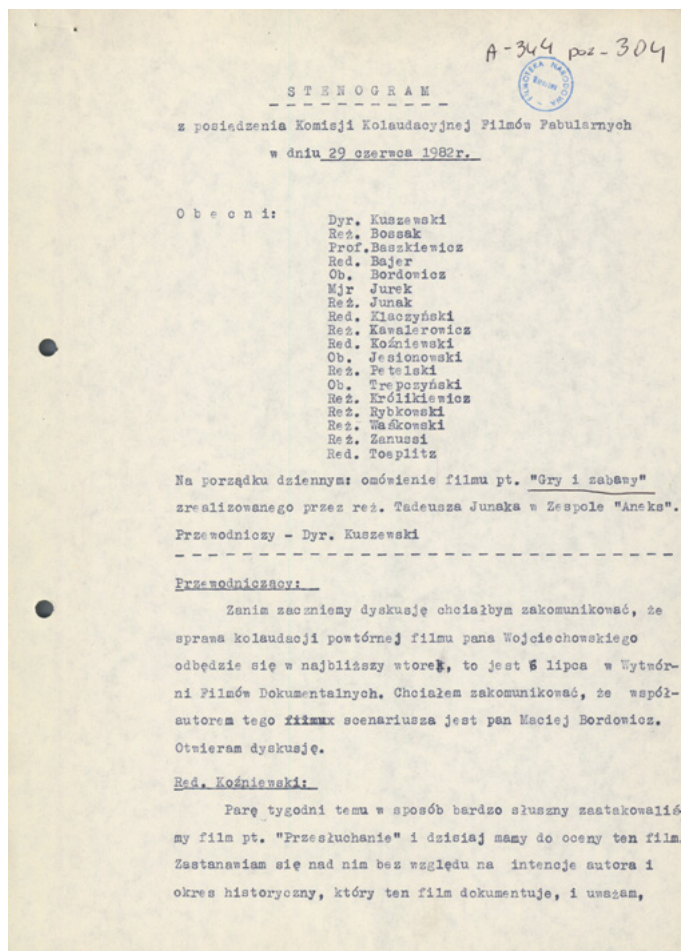 A-344 poz-304
FILMOTEKA NARODOWA
STENOGRAM
z posiedzenia Komisji Kolaudacyjnej Filmów Fabularnych
w dniu 29 czerwca 1982r.
Obecni:
Dyr. Kuszewski
Reż. Bossak
Prof.Baszkiewicz
Red. Bajer
Ob. Bordowicz
Mjr Jurek
Reż. Junak
Red. Klaczyński
Reż. Kawalerowicz
Red. Koźniewski
Ob. Jesionowski
Reż. Petelski
Ob. Trepczyński
Reż. Królikiewicz
Reż. Rybkowski
Reż. Waśkowski
Reż. Zanussi
Red. Toeplitz
Na porządku dziennym: omówienie filmu pt. "Gry i zabawy"
zrealizowanego przez reż. Tadeusza Junaka w Zespole "Aneks".
Przewodniczy - Dyr. Kuszewski
Przewodniczący:
Zanim zaczniemy dyskusję chciałbym zakomunikować, że
sprawa kolaudacji powtórnej filmu pana Wojciechowskiego
odbędzie się w najbliższy wtorek, to jest 6 lipca w Wytwór-
ni Filmów Dokumentalnych. Chciałem zakomunikować, że współ-
autorem tego scenariusza jest pan Maciej Bordowicz.
Otwieram dyskusję.
Red. Koźniewski:
Parę tygodni temu w sposób bardzo słuszny zaatakowaliś-
my film pt. "Przesłuchanie" i dzisiaj mamy do oceny ten film.
Zastanawiam się nad nim bez względu na intencje autora i
okres historyczny, który ten film dokumentuje, i uważam,